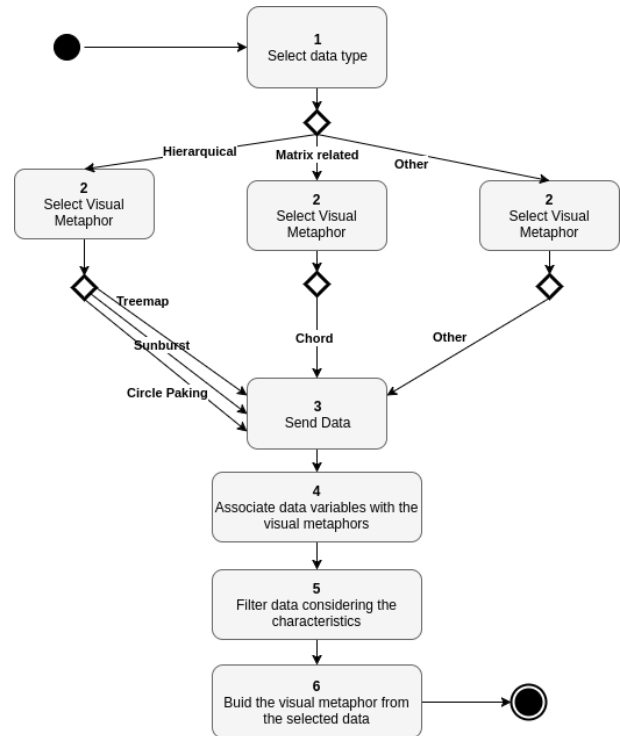 1
Select data type
Hierarquical
Matrix related
Other
2
Select Visual
Metaphor
2
Select Visual
Metaphor
2
Select Visual
Metaphor
Treemap
Sunburst
Circle Paking
Chord
Other
3
Send Data
4
Associate data variables with the
visual metaphors
5
Filter data considering the
characteristics
6
Buid the visual metaphor from
the selected data